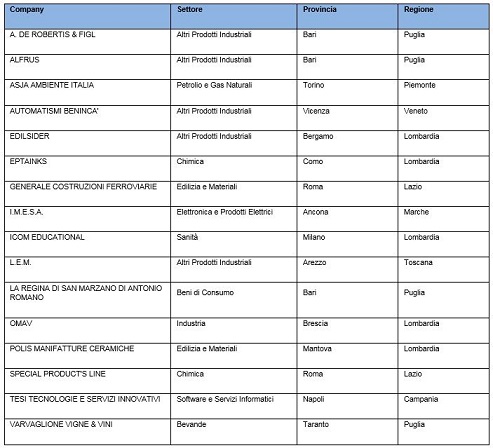 Company Settore Provincia Regione
A. DE ROBERTIS & FIGL Altri Prodotti Industriali Bari Puglia
ALFRUS Altri Prodotti Industriali Bari Puglia
ASJA AMBIENTE ITALIA Petrolio e Gas Naturali Torino Piemonte
AUTOMATISMI BENINCA' Altri Prodotti Industriali Vicenza Veneto
EDILSIDER Altri Prodotti Industriali Bergamo Lombardia
EPTAINKS Chimica Como Lombardia
GENERALE COSTRUZIONI FERROVIARIE Edilizia e Materiali Roma Lazio
I.M.E.S.A. Elettronica e Prodotti Elettrici Ancona Marche
ICOM EDUCATIONAL Sanità Milano Lombardia
L.E.M. Altri Prodotti Industriali Arezzo Toscana
LA REGINA DI SAN MARZANO DI ANTONIO
ROMANO Beni di Consumo Bari Puglia
OMAV Industria Brescia Lombardia
POLIS MANIFATTURE CERAMICHE Edilizia e Materiali Mantova Lombardia
SPECIAL PRODUCT'S LINE Chimica Roma Lazio
TESI TECNOLOGIE E SERVIZI INNOVATIVI Software e Servizi Informatici Napoli Campania
VARVAGLIONE VIGNE & VINI Bevande Taranto Puglia